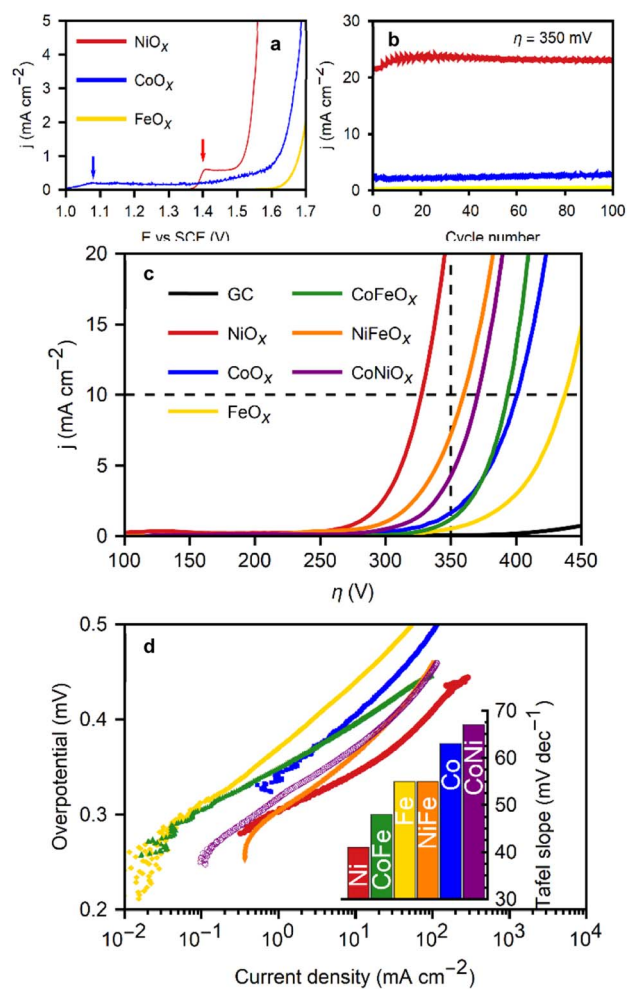 5
4
3
2
1
0
j (mA cm⁻²)
a
NiOₓ
CoOₓ
FeOₓ
1.0 1.1 1.2 1.3 1.4 1.5 1.6 1.7
E vs SCE (V)
30
20
10
0
j (mA cm⁻²)
b
η = 350 mV
0 20 40 60 80 100
Cycle number
20
15
10
5
0
j (mA cm⁻²)
c
GC
NiOₓ
CoOₓ
FeOₓ
CoFeOₓ
NiFeOₓ
CoNiOₓ
100 150 200 250 300 350 400 450
η (V)
0.5
0.4
0.3
0.2
Overpotential (mV)
d
Ni
CoFe
Fe
NiFe
Co
CoNi
70
60
50
40
30
Tafel slope (mV dec⁻¹)
10⁻² 10⁻¹ 10⁰ 10¹ 10² 10³ 10⁴
Current density (mA cm⁻²)